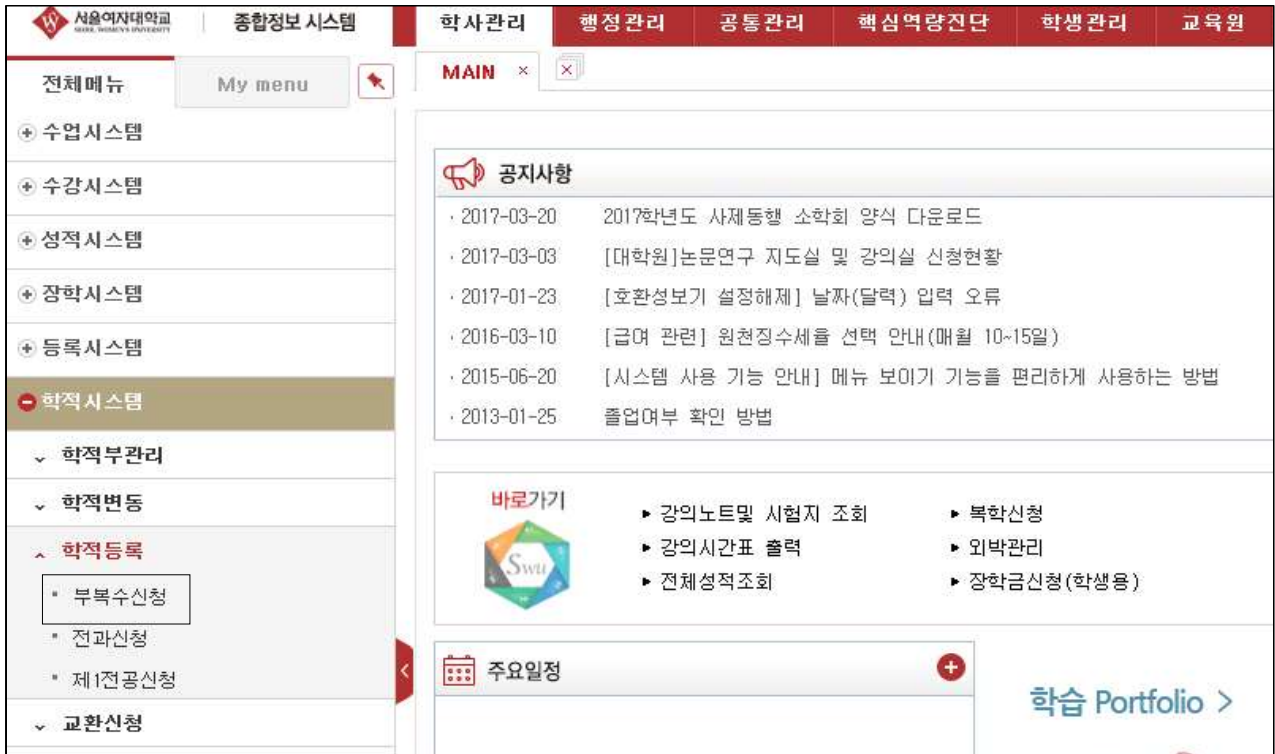 서울여자대학교 종합정보 시스템 학사관리 행정관리 공통관리 핵심역량진단 학생관리 교육원
SEOUL WOMEN'S UNIVERSITY
전체메뉴 My menu MAIN
수업시스템
수강시스템
성적시스템
장학시스템
등록시스템
학적시스템
학적부관리
학적변동
학적등록
부복수신청
전과신청
제1전공신청
교환신청
공지사항
· 2017-03-20 2017학년도 사제동행 소학회 양식 다운로드
· 2017-03-03 [대학원]논문연구 지도실 및 강의실 신청현황
· 2017-01-23 [호환성보기 설정해제] 날짜(달력) 입력 오류
· 2016-03-10 [급여 관련] 원천징수세율 선택 안내(매월 10~15일)
· 2015-06-20 [시스템 사용 기능 안내] 메뉴 보이기 기능을 편리하게 사용하는 방법
· 2013-01-25 졸업여부 확인 방법
바로가기
Swu
강의노트및 시험지 조회
강의시간표 출력
전체성적조회
복학신청
외박관리
장학금신청(학생용)
주요일정
학습 Portfolio >